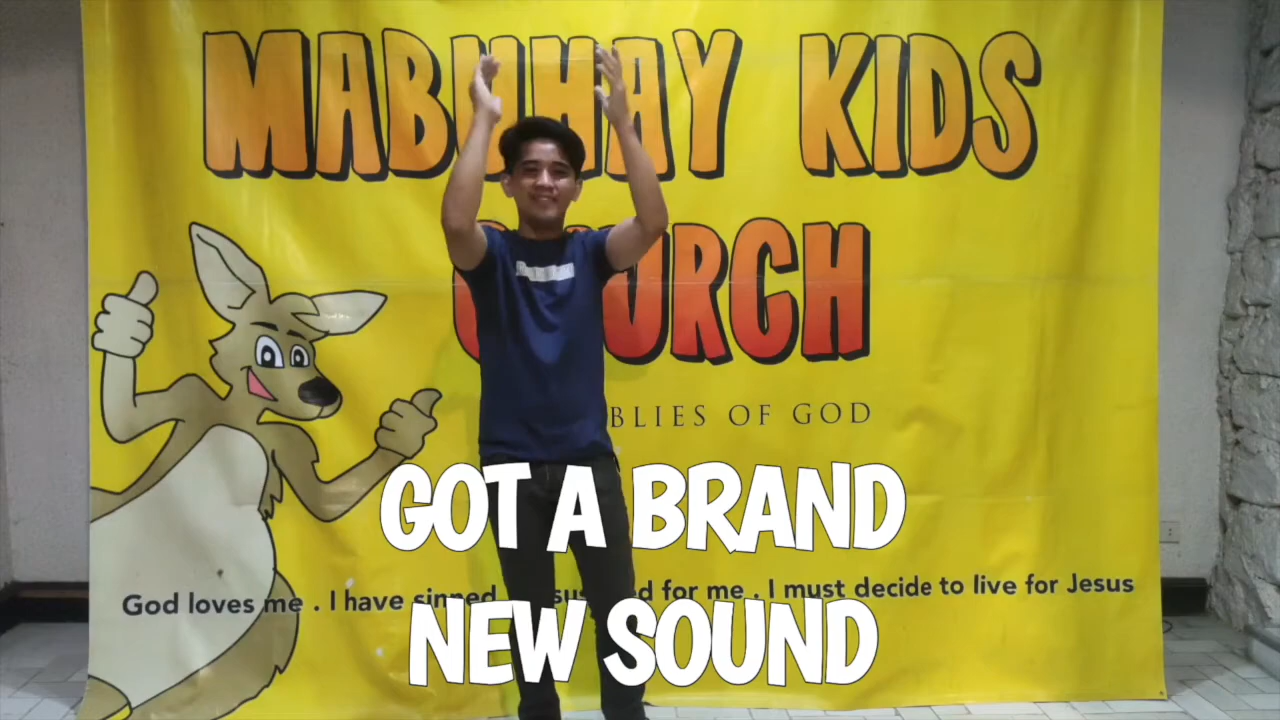 MABUHAY KIDS
CHURCH
BLIES OF GOD
GOT A BRAND
God loves me . I have sinned for me . I must decide to live for Jesus
NEW SOUND